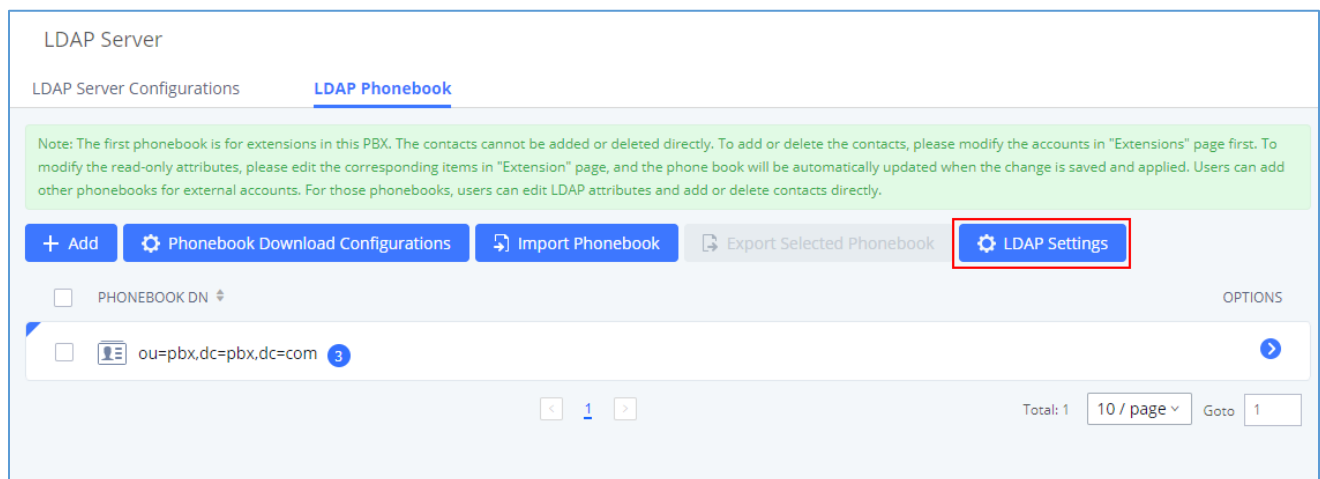 LDAP Server
LDAP Server Configurations LDAP Phonebook
Note: The first phonebook is for extensions in this PBX. The contacts cannot be added or deleted directly. To add or delete the contacts, please modify the accounts in "Extensions" page first. To
modify the read-only attributes, please edit the corresponding items in "Extension" page, and the phone book will be automatically updated when the change is saved and applied. Users can add
other phonebooks for external accounts. For those phonebooks, users can edit LDAP attributes and add or delete contacts directly.
+ Add Phonebook Download Configurations Import Phonebook Export Selected Phonebook LDAP Settings
PHONEBOOK DN OPTIONS
ou=pbx,dc=pbx,dc=com 3
< 1 > Total: 1 10 / page Goto 1